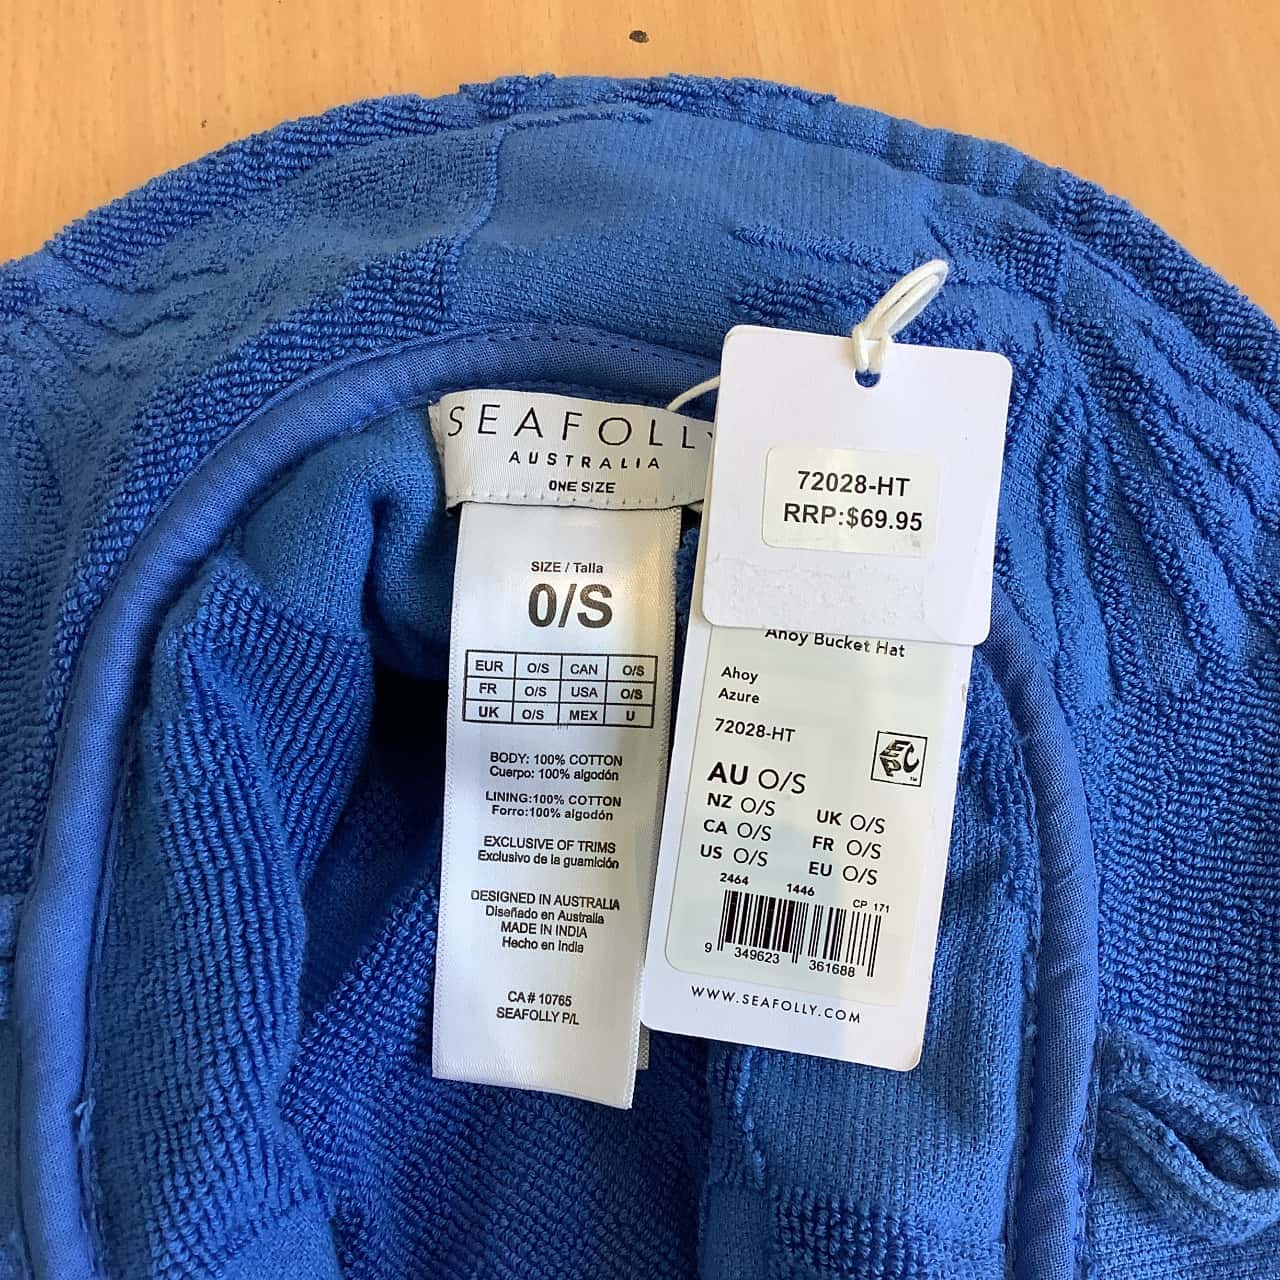 SEAFOLLY
AUSTRALIA
ONE SIZE
SIZE / Talla
O/S
EUR O/S CAN O/S
FR O/S USA O/S
UK O/S MEX U
BODY: 100% COTTON
Cuerpo: 100% algodón
LINING:100% COTTON
Forro:100% algodón
EXCLUSIVE OF TRIMS
Exclusivo de la guarnición
DESIGNED IN AUSTRALIA
Diseñado en Australia
MADE IN INDIA
Hecho en India
CA# 10765
SEAFOLLY P/L
72028-HT
RRP:$69.95
Ahoy Bucket Hat
Ahoy
Azure
72028-HT
AU O/S
NZ O/S UK O/S
CA O/S FR O/S
US O/S EU O/S
2464 1446 CP 171
9 349623 361688
WWW.SEAFOLLY.COM